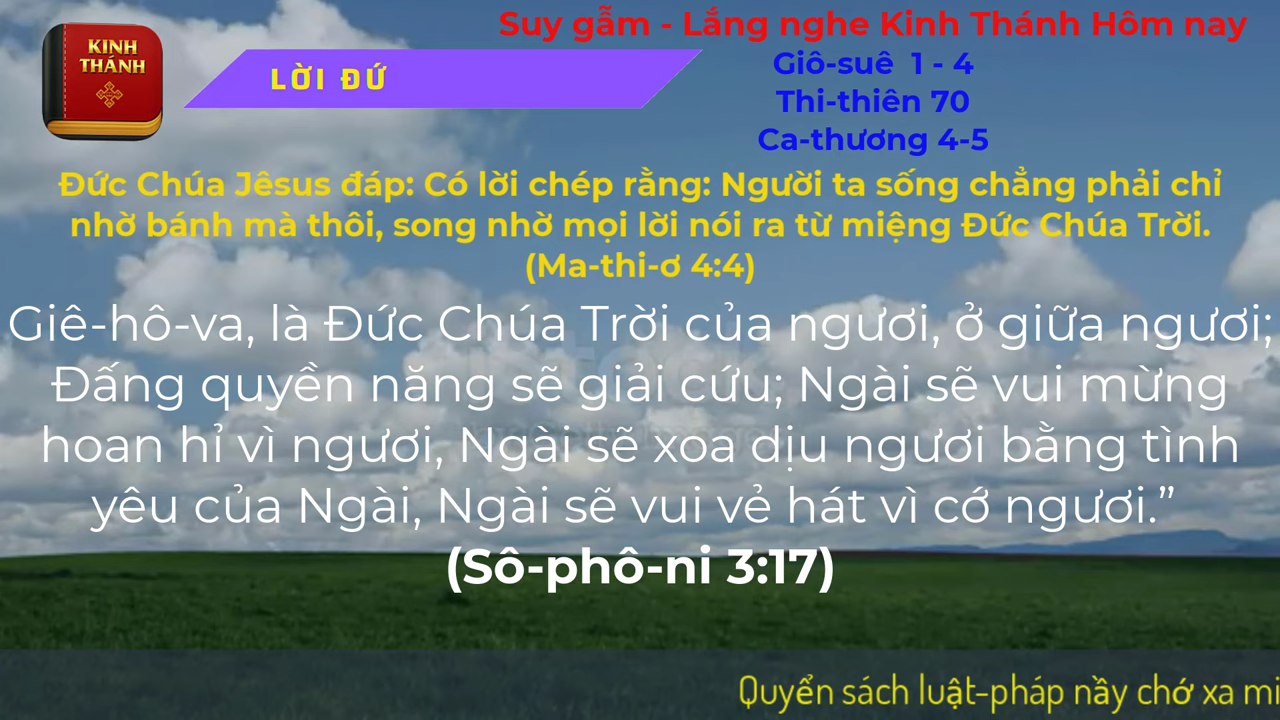 Suy gẫm - Lắng nghe Kinh Thánh Hôm nay
KINH
THÁNH
LỜI ĐỨ
Giô-suê 1 - 4
Thi-thiên 70
Ca-thương 4-5
Đức Chúa Jêsus đáp: Có lời chép rằng: Người ta sống chẳng phải chỉ
nhờ bánh mà thôi, song nhờ mọi lời nói ra từ miệng Đức Chúa Trời.
(Ma-thi-ơ 4:4)
Giê-hô-va, là Đức Chúa Trời của ngươi, ở giữa ngươi;
Đấng quyền năng sẽ giải cứu; Ngài sẽ vui mừng
hoan hỉ vì ngươi, Ngài sẽ xoa dịu ngươi bằng tình
yêu của Ngài, Ngài sẽ vui vẻ hát vì cớ ngươi.”
(Sô-phô-ni 3:17)
Quyển sách luật-pháp nầy chớ xa mi